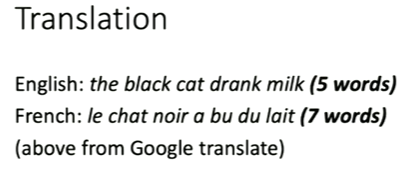 Translation
English: the black cat drank milk (5 words)
French: le chat noir a bu du lait (7 words)
(above from Google translate)